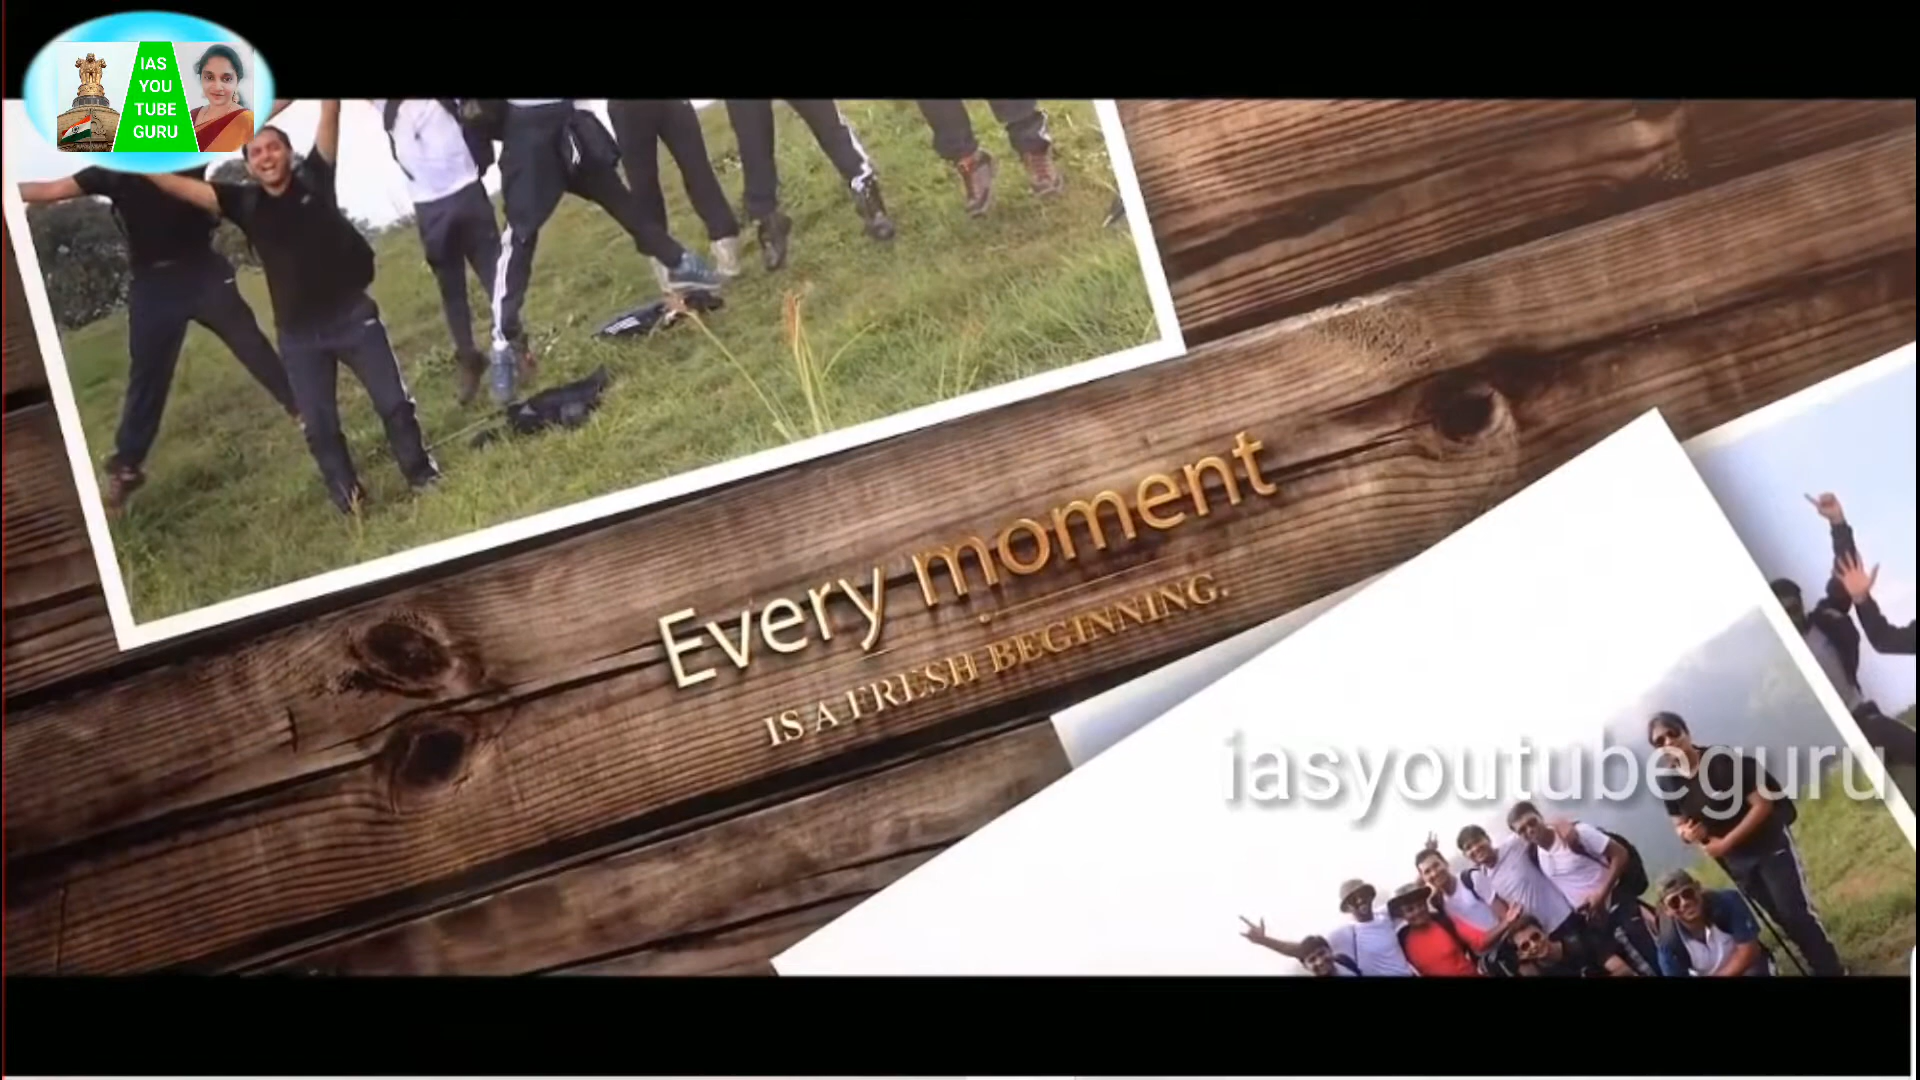 IAS
YOU
TUBE
GURU
Every moment
IS A FRESH BEGINNING.
iasyoutubeguru